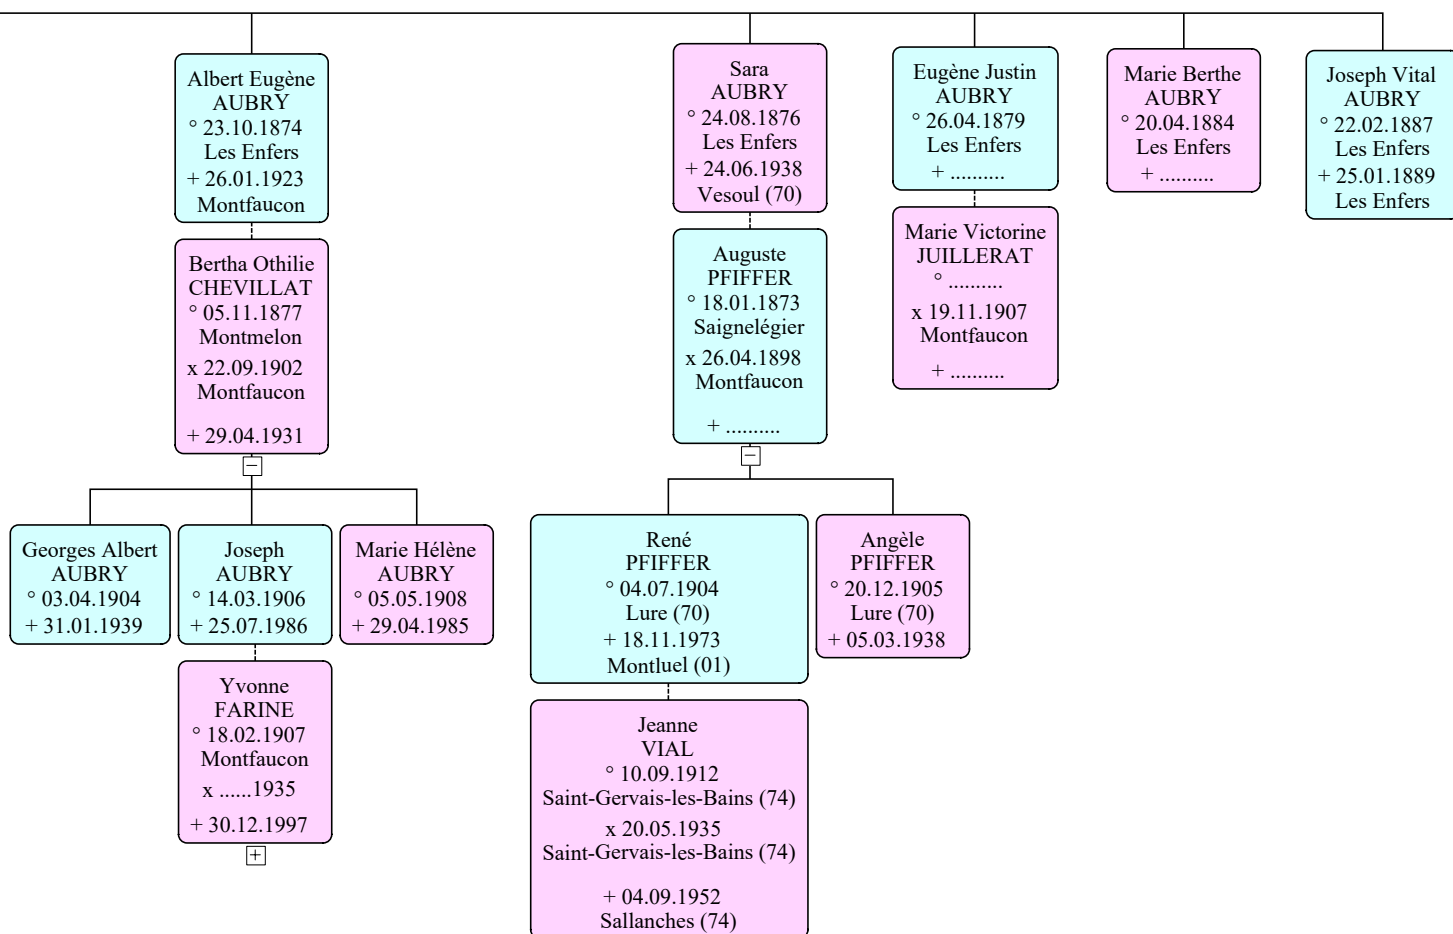 Albert Eugène
AUBRY
° 23.10.1874
Les Enfers
+ 26.01.1923
Montfaucon
Bertha Othilie
CHEVILLAT
° 05.11.1877
Montmelon
x 22.09.1902
Montfaucon
+ 29.04.1931
−
Georges Albert
AUBRY
° 03.04.1904
+ 31.01.1939
Joseph
AUBRY
° 14.03.1906
+ 25.07.1986
Yvonne
FARINE
° 18.02.1907
Montfaucon
x ......1935
+ 30.12.1997
+
Marie Hélène
AUBRY
° 05.05.1908
+ 29.04.1985
Sara
AUBRY
° 24.08.1876
Les Enfers
+ 24.06.1938
Vesoul (70)
Auguste
PFIFFER
° 18.01.1873
Saignelégier
x 26.04.1898
Montfaucon
+ ..........
−
René
PFIFFER
° 04.07.1904
Lure (70)
+ 18.11.1973
Montluel (01)
Jeanne
VIAL
° 10.09.1912
Saint-Gervais-les-Bains (74)
x 20.05.1935
Saint-Gervais-les-Bains (74)
+ 04.09.1952
Sallanches (74)
Angèle
PFIFFER
° 20.12.1905
Lure (70)
+ 05.03.1938
Eugène Justin
AUBRY
° 26.04.1879
Les Enfers
+ ..........
Marie Victorine
JUILLERAT
° ..........
x 19.11.1907
Montfaucon
+ ..........
Marie Berthe
AUBRY
° 20.04.1884
Les Enfers
+ ..........
Joseph Vital
AUBRY
° 22.02.1887
Les Enfers
+ 25.01.1889
Les Enfers